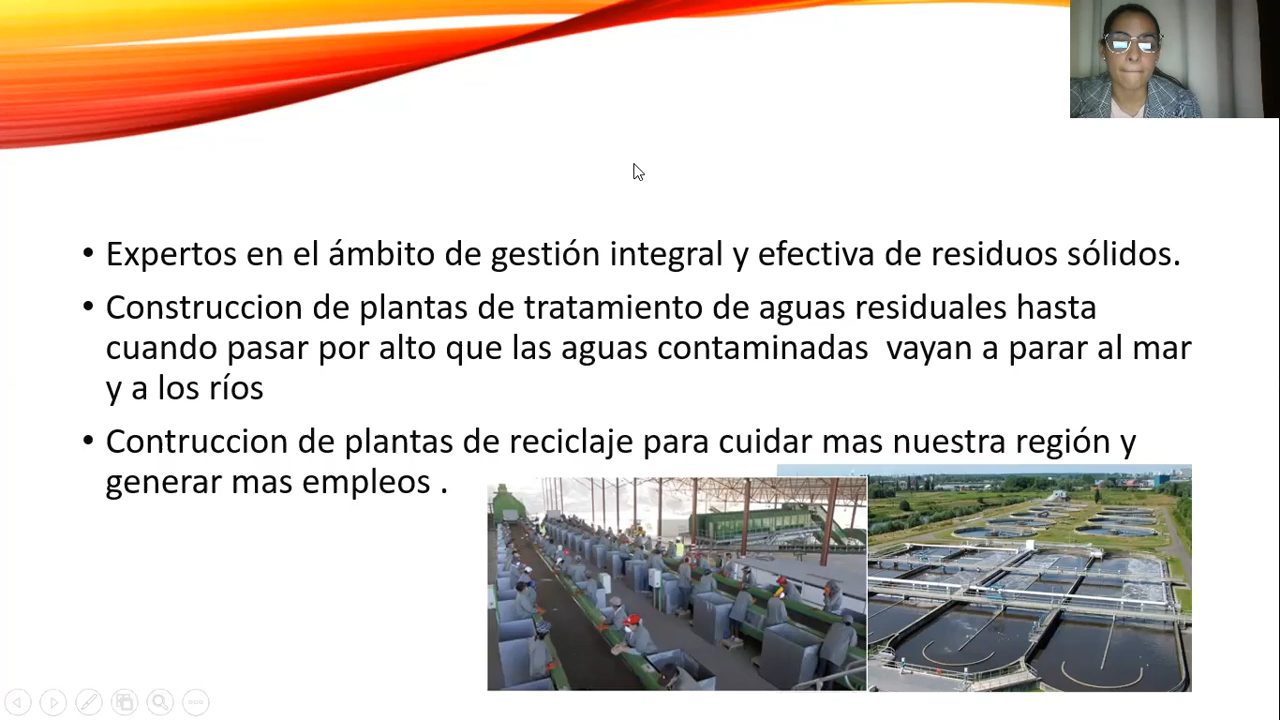 • Expertos en el ámbito de gestión integral y efectiva de residuos sólidos.
• Construccion de plantas de tratamiento de aguas residuales hasta
cuando pasar por alto que las aguas contaminadas  vayan a parar al mar
y a los ríos
• Contruccion de plantas de reciclaje para cuidar mas nuestra región y
generar mas empleos .